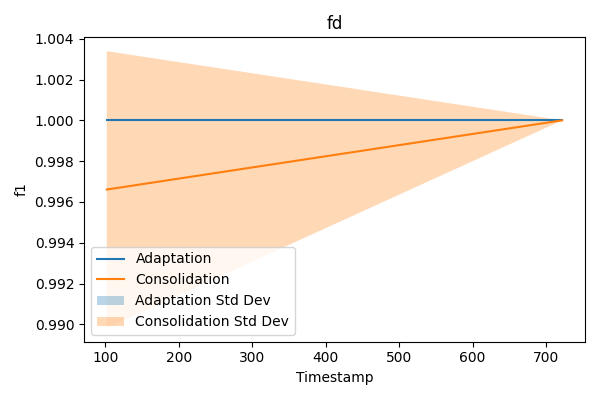 fd
1.004
1.002
1.000
0.998
0.996
0.994
0.992
0.990
f1
Adaptation
Consolidation
Adaptation Std Dev
Consolidation Std Dev
100 200 300 400 500 600 700
Timestamp